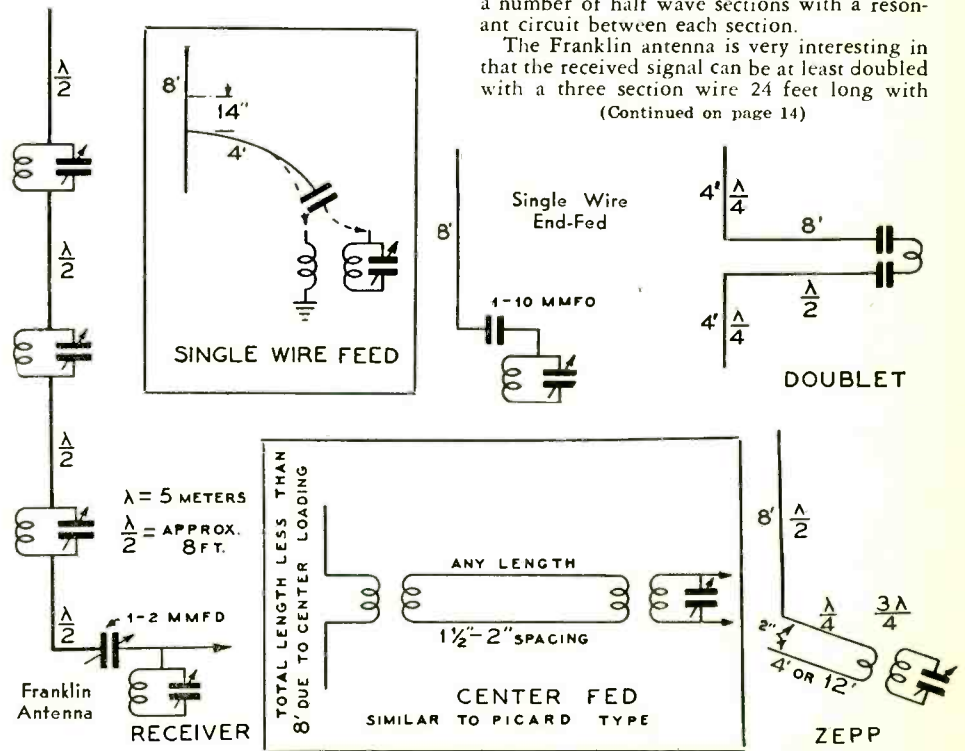 a number of half wave sections with a reson-
ant circuit between each section.
The Franklin antenna is very interesting in
that the received signal can be at least doubled
with a three section wire 24 feet long with
(Continued on page 14)
λ/2
λ/2
λ/2
λ/2
λ = 5 METERS
λ/2 = APPROX.
8 FT.
1-2 MMFD
Franklin
Antenna
RECEIVER
8'
14"
4'
SINGLE WIRE FEED
Single Wire
End-Fed
8'
1-10 MMFO
4' λ/4
8'
λ/2
4' λ/4
DOUBLET
TOTAL LENGTH LESS THAN
8' DUE TO CENTER LOADING
ANY LENGTH
1½"-2" SPACING
CENTER FED
SIMILAR TO PICARD TYPE
8' λ/2
λ/4
3λ/4
2"
4' OR 12'
ZEPP